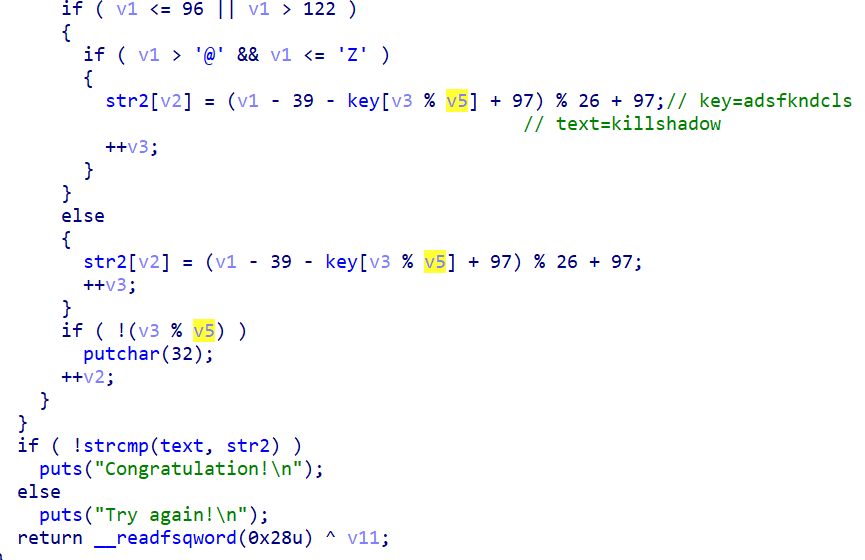 if ( v1 <= 96 || v1 > 122 )
{
if ( v1 > '@' && v1 <= 'Z' )
{
str2[v2] = (v1 - 39 - key[v3 % v5] + 97) % 26 + 97;// key=adsfkndcls
// text=killshadow
++v3;
}
}
else
{
str2[v2] = (v1 - 39 - key[v3 % v5] + 97) % 26 + 97;
++v3;
}
if ( !(v3 % v5) )
putchar(32);
++v2;
}
}
if ( !strcmp(text, str2) )
puts("Congratulation!\n");
else
puts("Try again!\n");
return __readfsqword(0x28u) ^ v11;